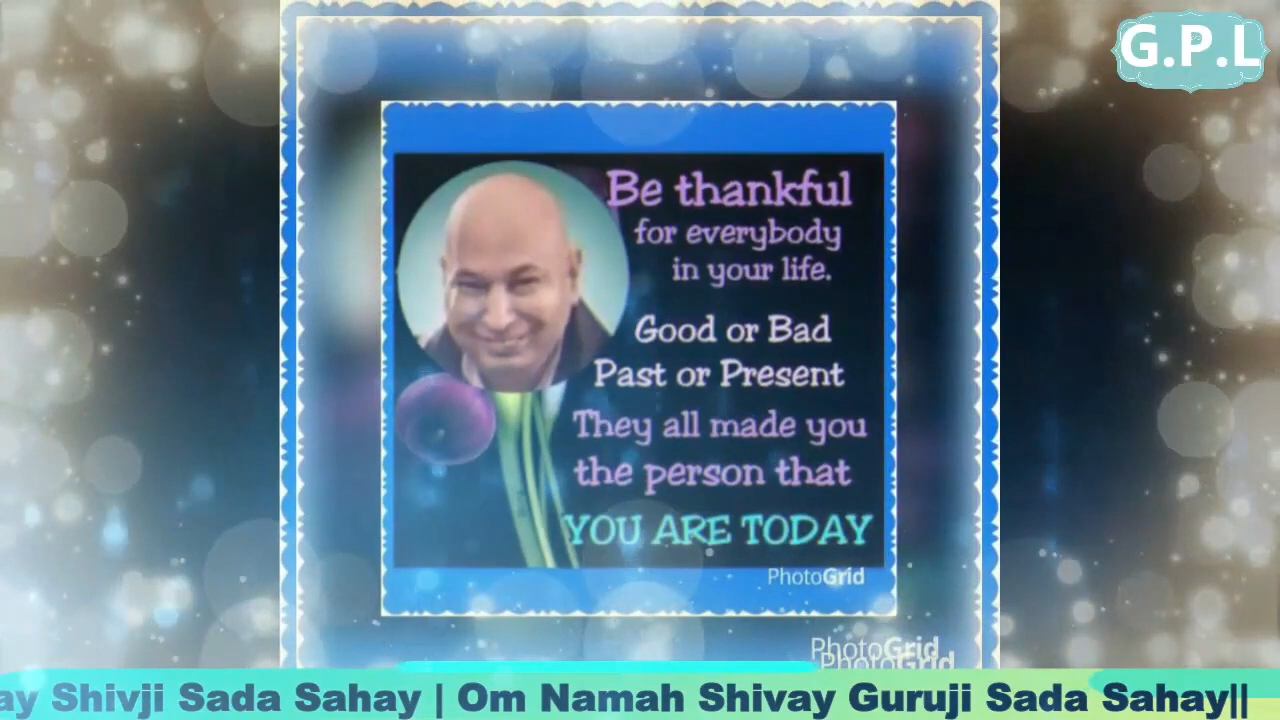 G.P.L
Be thankful
for everybody
in your life.
Good or Bad
Past or Present
They all made you
the person that
YOU ARE TODAY
PhotoGrid
PhotoGrid
PhotoGrid
Shivji Sada Sahay | Om Namah Shivay Guruji Sada Sahay||